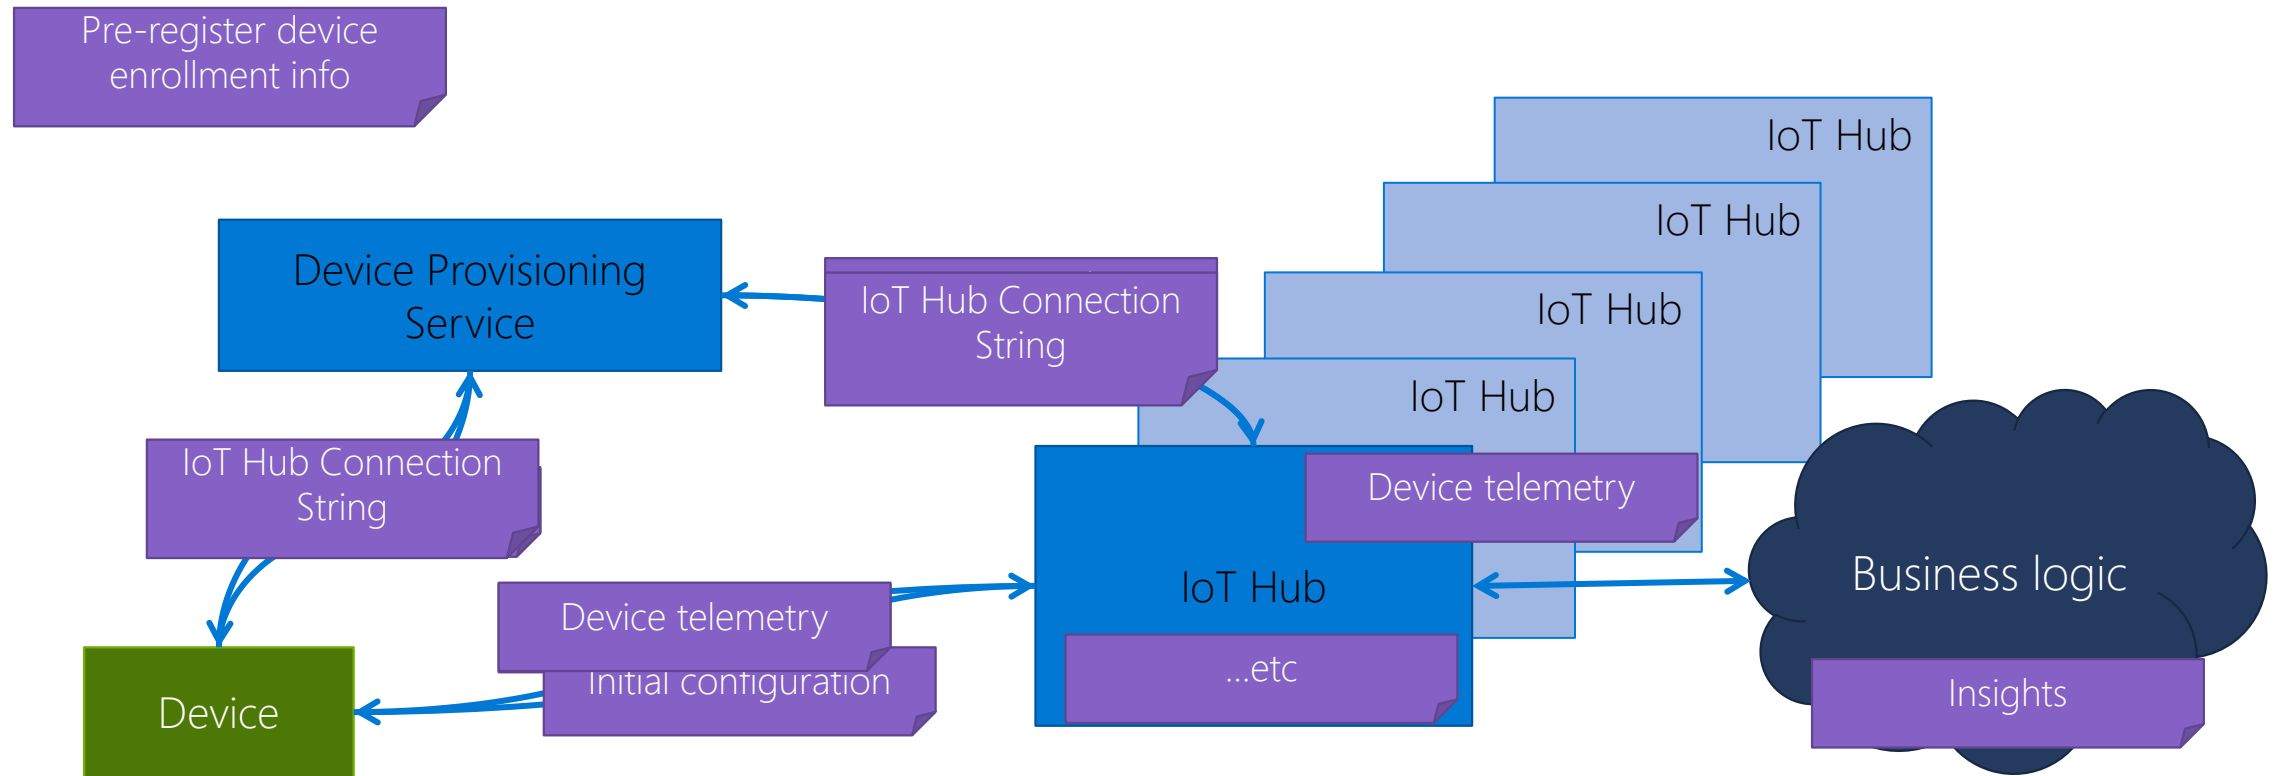 Pre-register device
enrollment info
IoT Hub
IoT Hub
IoT Hub
IoT Hub
Device Provisioning
Service
IoT Hub Connection
String
IoT Hub Connection
String
Device telemetry
IoT Hub
...etc
Business logic
Insights
Device telemetry
Initial configuration
Device